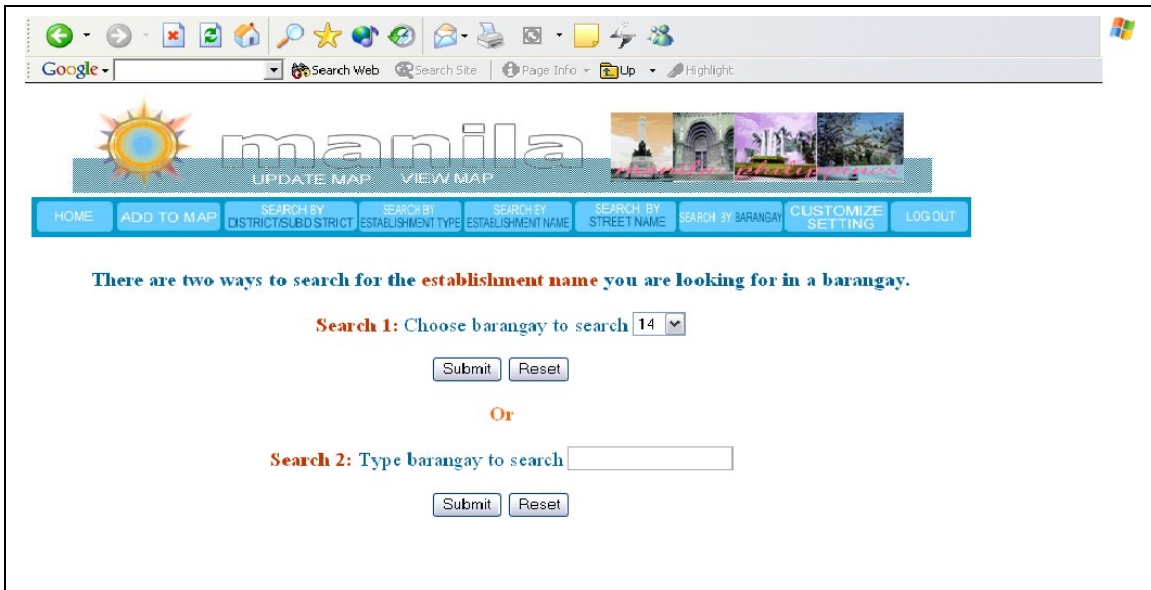 Google
Search Web Search Site Page Info Up Highlight
manila
UPDATE MAP VIEW MAP
manila, philippines
HOME
ADD TO MAP
SEARCH BY
DISTRICT/SUBDISTRICT
SEARCH BY
ESTABLISHMENT TYPE
SEARCH BY
ESTABLISHMENT NAME
SEARCH BY
STREET NAME
SEARCH BY BARANGAY
CUSTOMIZE
SETTING
LOG OUT
There are two ways to search for the establishment name you are looking for in a barangay.
Search 1: Choose barangay to search 14
Submit Reset
Or
Search 2: Type barangay to search
Submit Reset